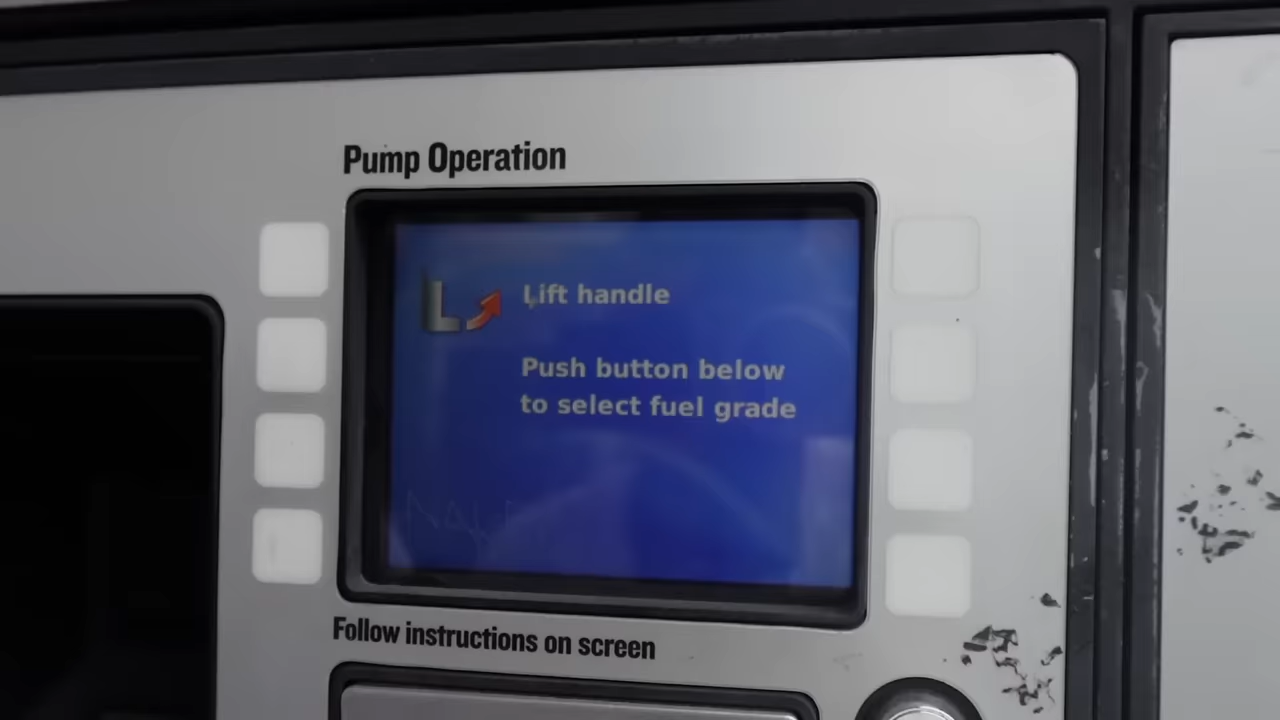 Pump Operation
Lift handle
Push button below
to select fuel grade
Follow instructions on screen